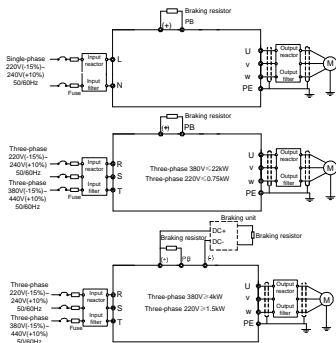 Braking resistor
(+) PB
Single-phase
220V(-15%)~
240V(+10%)
50/60Hz
Input
reactor
Input
filter
Fuse
L
N
U
v
w
PE
Output
reactor
Output
filter
M
Braking resistor
(+) PB
Three-phase
220V(-15%)~
240V(+10%)
50/60Hz
Three-phase
380V(-15%)~
440V(+10%)
50/60Hz
Input
reactor
Input
filter
Fuse
R
S
T
Three-phase 380V≤22kW
Three-phase 220V≤0.75kW
U
v
w
PE
Output
reactor
Output
filter
M
Braking unit
DC+
DC-
Braking resistor
Braking resistor
(+) PB (-)
Three-phase
220V(-15%)~
240V(+10%)
50/60Hz
Three-phase
380V(-15%)~
440V(+10%)
50/60Hz
Input
reactor
Input
filter
Fuse
R
S
T
Three-phase 380V≥4kW
Three-phase 220V≥1.5kW
U
v
w
PE
Output
reactor
Output
filter
M